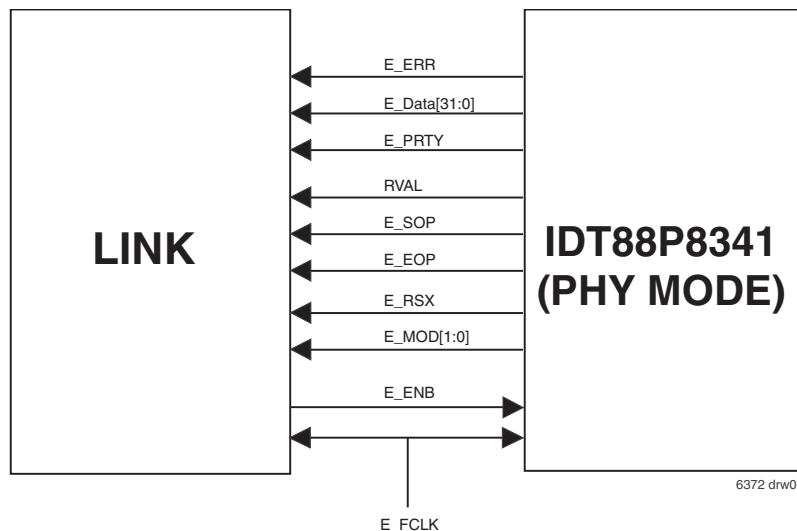 E_ERR
E_Data[31:0]
E_PRTY
RVAL
E_SOP
E_EOP
E_RSX
E_MOD[1:0]
E_ENB
LINK
IDT88P8341
(PHY MODE)
6372 drw0
E_FCLK